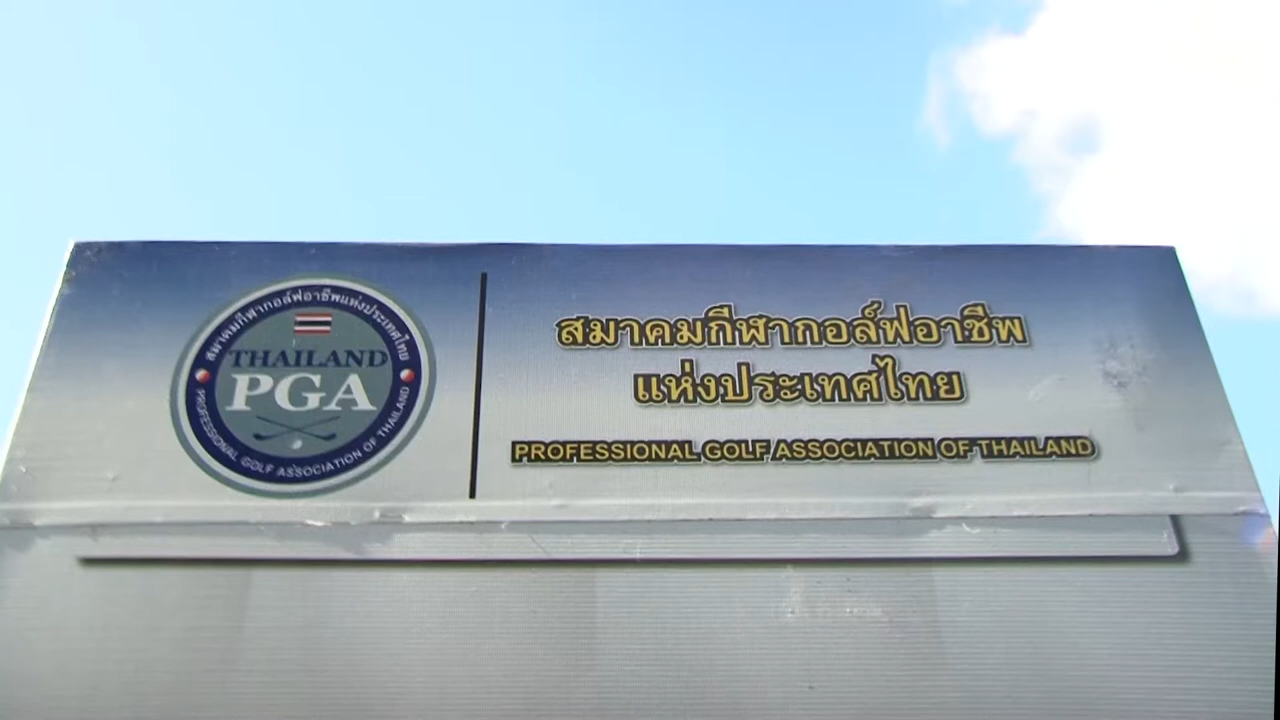 สมาคมกีฬากอล์ฟอาชีพแห่งประเทศไทย
THAILAND
PGA
PROFESSIONAL GOLF ASSOCIATION OF THAILAND
สมาคมกีฬากอล์ฟอาชีพ
แห่งประเทศไทย
PROFESSIONAL GOLF ASSOCIATION OF THAILAND